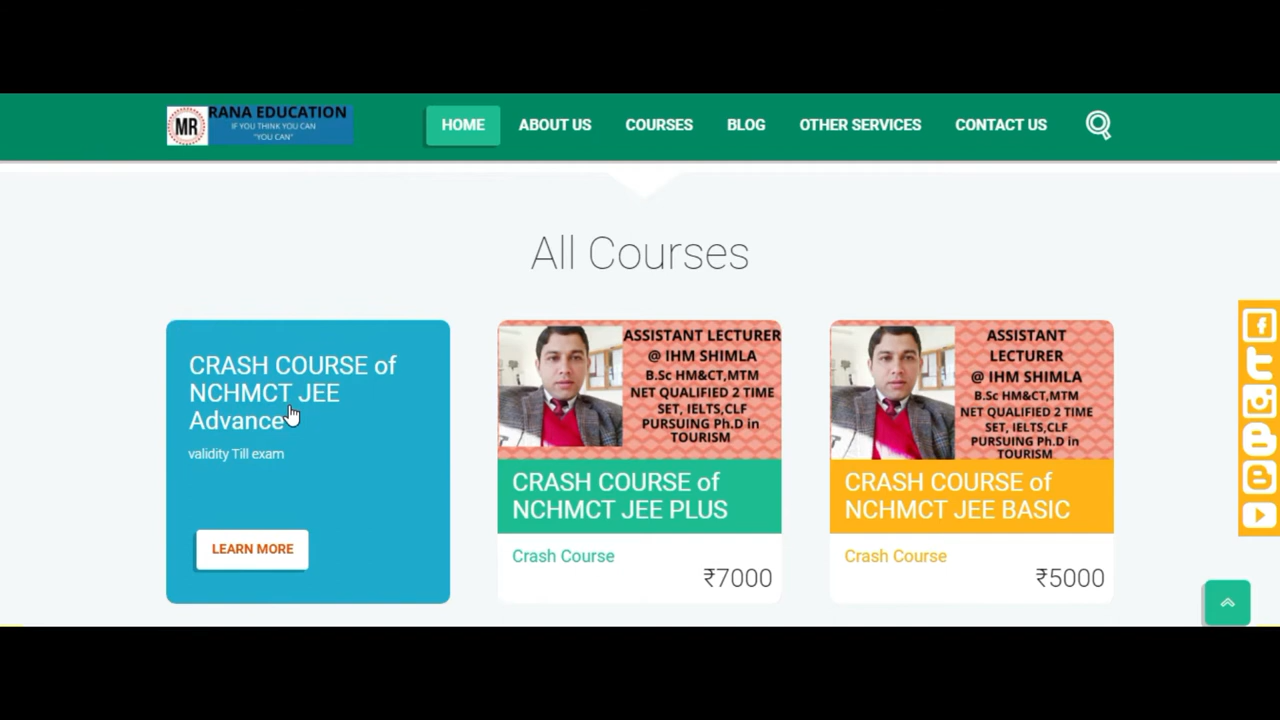 MR
RANA EDUCATION
IF YOU THINK YOU CAN
"YOU CAN"
HOME
ABOUT US
COURSES
BLOG
OTHER SERVICES
CONTACT US
All Courses
CRASH COURSE of
NCHMCT JEE
Advance
validity Till exam
LEARN MORE
ASSISTANT LECTURER
@ IHM SHIMLA
B.Sc HM&CT,MTM
NET QUALIFIED 2 TIME
SET, IELTS,CLF
PURSUING Ph.D in
TOURISM
CRASH COURSE of
NCHMCT JEE PLUS
Crash Course
₹7000
ASSISTANT
LECTURER
@ IHM SHIMLA
B.Sc HM&CT,MTM
NET QUALIFIED 2 TIME
SET, IELTS,CLF
PURSUING Ph.D in
TOURISM
CRASH COURSE of
NCHMCT JEE BASIC
Crash Course
₹5000